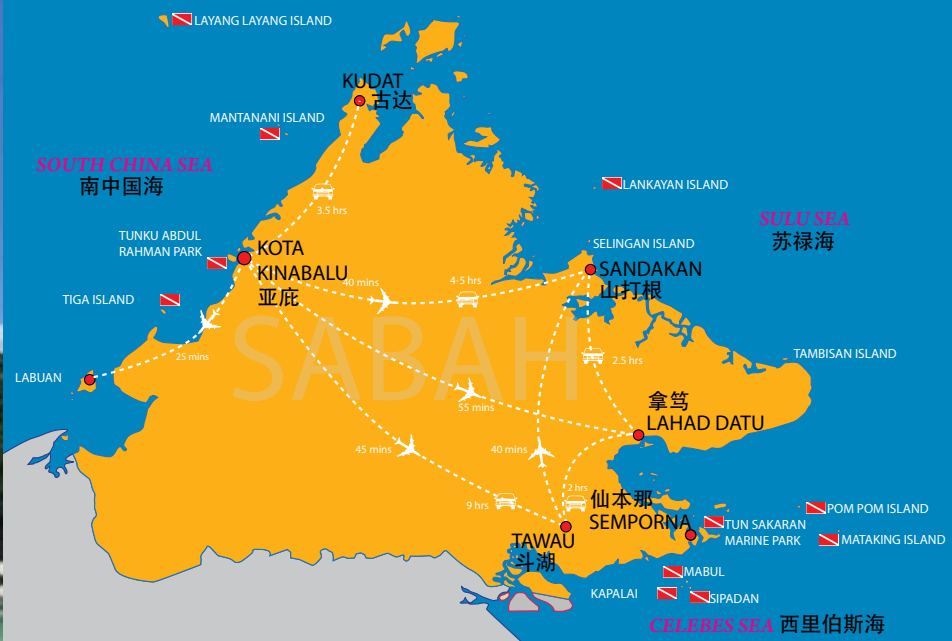 LAYANG LAYANG ISLAND
KUDAT
古达
MANTANANI ISLAND
SOUTH CHINA SEA
南中国海
3.5 hrs
LANKAYAN ISLAND
SULU SEA
苏禄海
TUNKU ABDUL
RAHMAN PARK
KOTA
KINABALU
亚庇
SELINGAN ISLAND
SANDAKAN
山打根
40 mins
4-5 hrs
TIGA ISLAND
25 mins
SABAH
2.5 hrs
TAMBISAN ISLAND
LABUAN
55 mins
拿笃
LAHAD DATU
45 mins
40 mins
9 hrs
2 hrs
仙本那
SEMPORNA
TAWAU
斗湖
POM POM ISLAND
TUN SAKARAN
MARINE PARK
MATAKING ISLAND
MABUL
KAPALAI
SIPADAN
CELEBES SEA 西里伯斯海